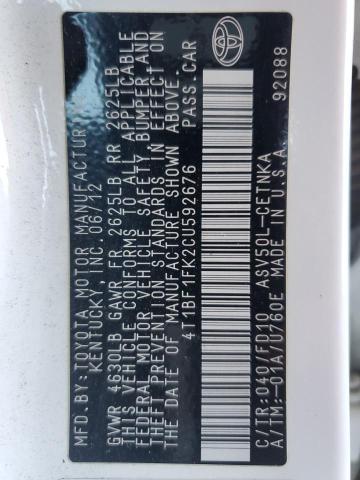 MFD. BY: TOYOTA MOTOR MANUFACTURING
KENTUCKY, INC. 06/12
GVWR 4630LB GAWR FR 2625LB RR 2625LB
THIS VEHICLE CONFORMS TO ALL APPLICABLE
FEDERAL MOTOR VEHICLE SAFETY, BUMPER, AND
THEFT PREVENTION STANDARDS IN EFFECT ON
THE DATE OF MANUFACTURE SHOWN ABOVE.
4T1BF1FK2CU592676 PASS. CAR
C/TR: 040/FD10 ASV50L-CETNKA
A/TM: -01A/U760E MADE IN U.S.A. 92088